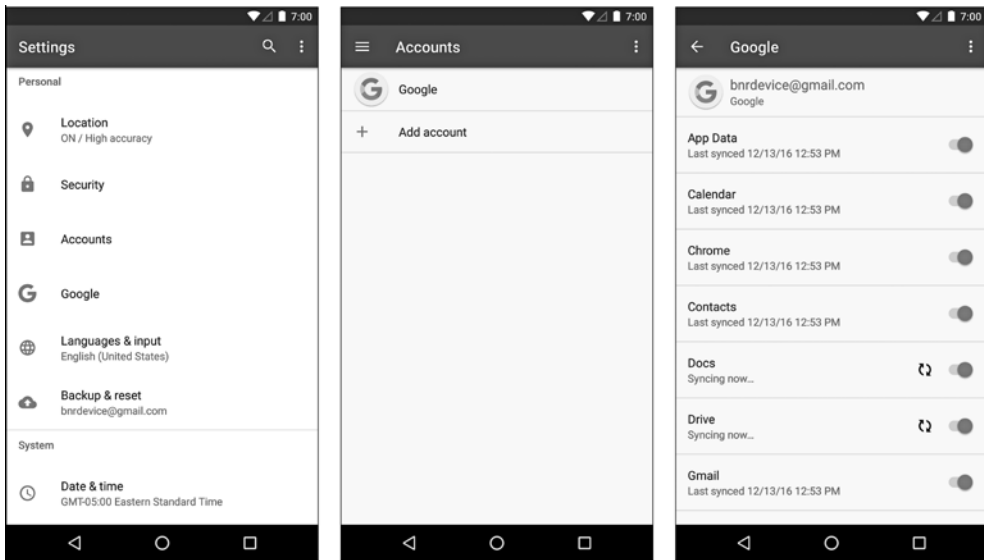 7:00
Settings
Personal
Location
ON / High accuracy
Security
Accounts
Google
Languages & input
English (United States)
Backup & reset
bnrdevice@gmail.com
System
Date & time
GMT-05:00 Eastern Standard Time
7:00
Accounts
Google
Add account
7:00
Google
bnrdevice@gmail.com
Google
App Data
Last synced 12/13/16 12:53 PM
Calendar
Last synced 12/13/16 12:53 PM
Chrome
Last synced 12/13/16 12:53 PM
Contacts
Last synced 12/13/16 12:53 PM
Docs
Syncing now...
Drive
Syncing now...
Gmail
Last synced 12/13/16 12:53 PM